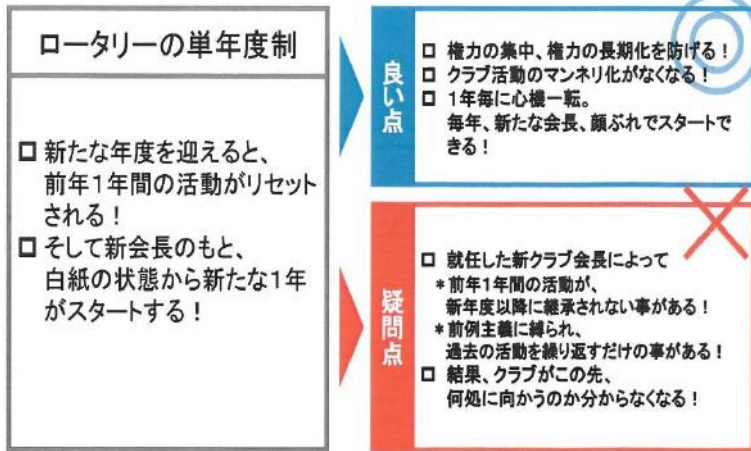 ロータリーの単年度制
□ 新たな年度を迎えると、
前年1年間の活動がリセット
される！
□ そして新会長のもと、
白紙の状態から新たな1年
がスタートする！
良い点
□ 権力の集中、権力の長期化を防げる！
□ クラブ活動のマンネリ化がなくなる！
□ 1年毎に心機一転。
毎年、新たな会長、顔ぶれでスタートで
きる！
疑問点
□ 就任した新クラブ会長によって
＊前年1年間の活動が、
新年度以降に継承されない事がある！
＊前例主義に縛られ、
過去の活動を繰り返すだけの事がある！
□ 結果、クラブがこの先、
何処に向かうのか分からなくなる！